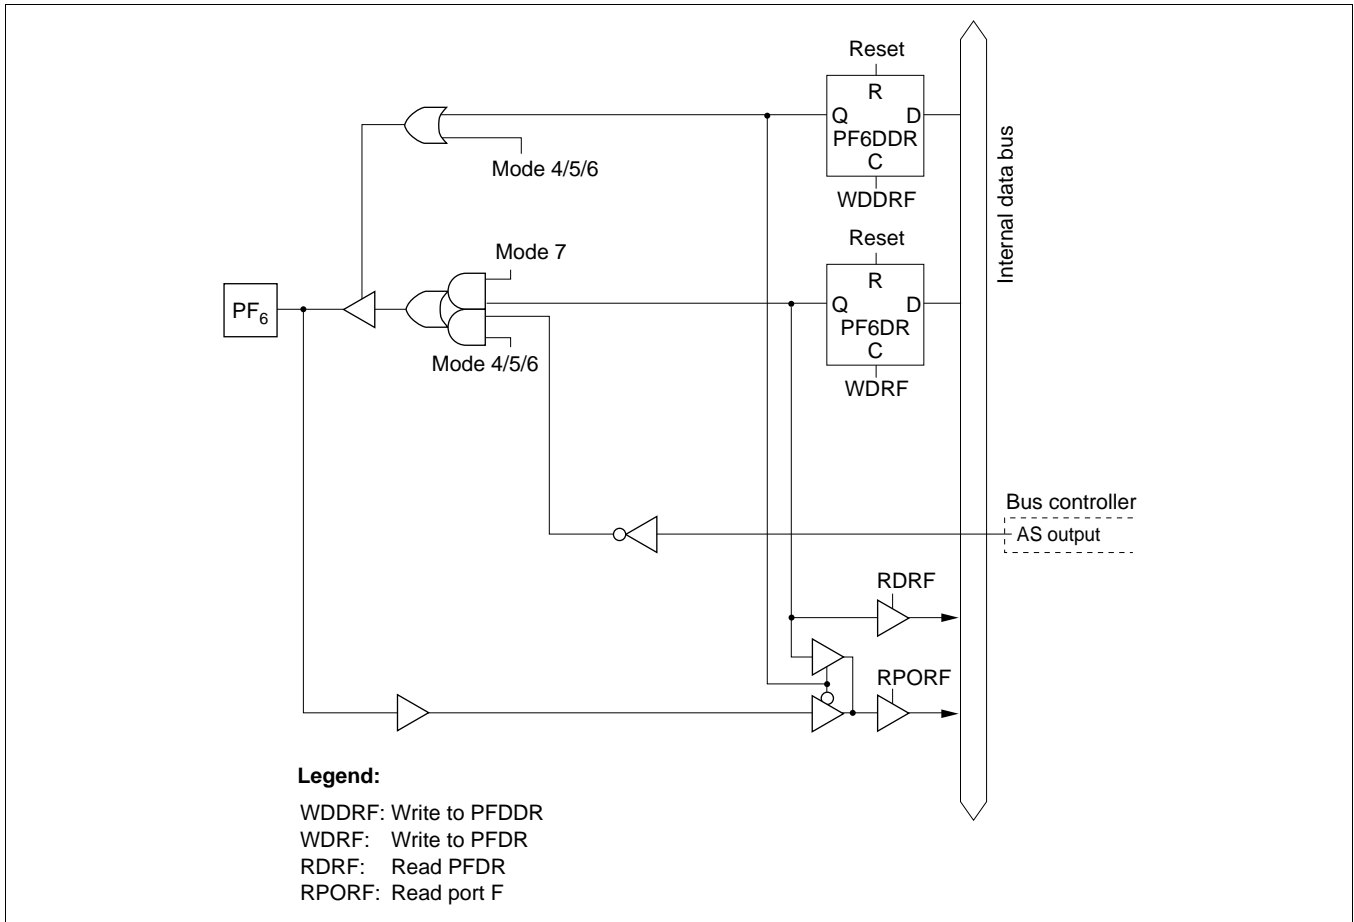 Reset
R
Q D
PF6DDR
C
WDDRF
Mode 4/5/6
Internal data bus
Reset
R
Q D
PF6DR
C
WDRF
Mode 7
PF6
Mode 4/5/6
Bus controller
AS output
RDRF
RPORF
Legend:
WDDRF: Write to PFDDR
WDRF: Write to PFDR
RDRF: Read PFDR
RPORF: Read port F